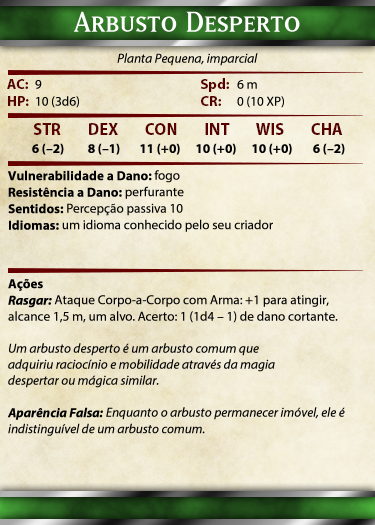 Arbusto Desperto
Planta Pequena, imparcial
AC: 9 Spd: 6 m
HP: 10 (3d6) CR: 0 (10 XP)
STR DEX CON INT WIS CHA
6 (–2) 8 (–1) 11 (+0) 10 (+0) 10 (+0) 6 (–2)
Vulnerabilidade a Dano: fogo
Resistência a Dano: perfurante
Sentidos: Percepção passiva 10
Idiomas: um idioma conhecido pelo seu criador
Ações
Rasgar: Ataque Corpo-a-Corpo com Arma: +1 para atingir,
alcance 1,5 m, um alvo. Acerto: 1 (1d4 – 1) de dano cortante.
Um arbusto desperto é um arbusto comum que
adquiriu raciocínio e mobilidade através da magia
despertar ou mágica similar.
Aparência Falsa: Enquanto o arbusto permanecer imóvel, ele é
indistinguível de um arbusto comum.